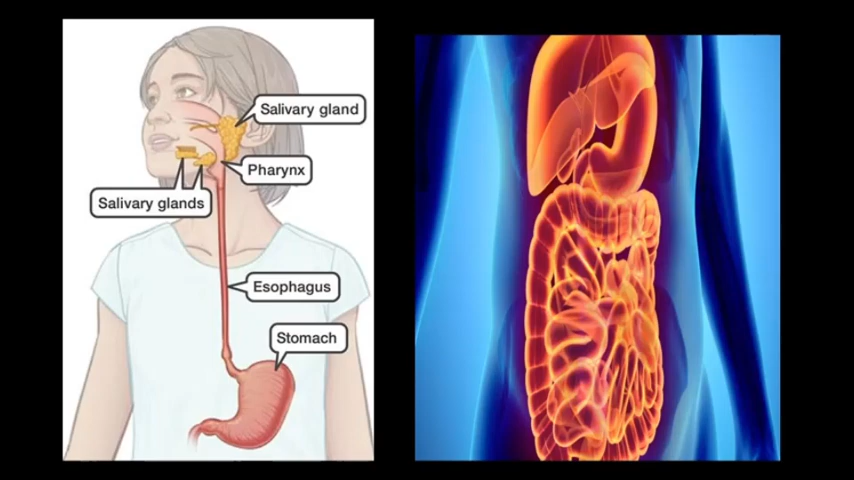 Salivary gland
Pharynx
Salivary glands
Esophagus
Stomach